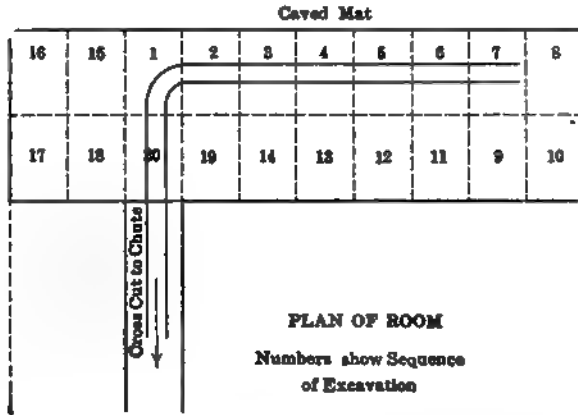 Caved Mat
16 15 1 2 3 4 5 6 7 8
17 18 20 19 14 13 12 11 9 10
Cross Cut to Chute
PLAN OF ROOM
Numbers show Sequence
of Excavation